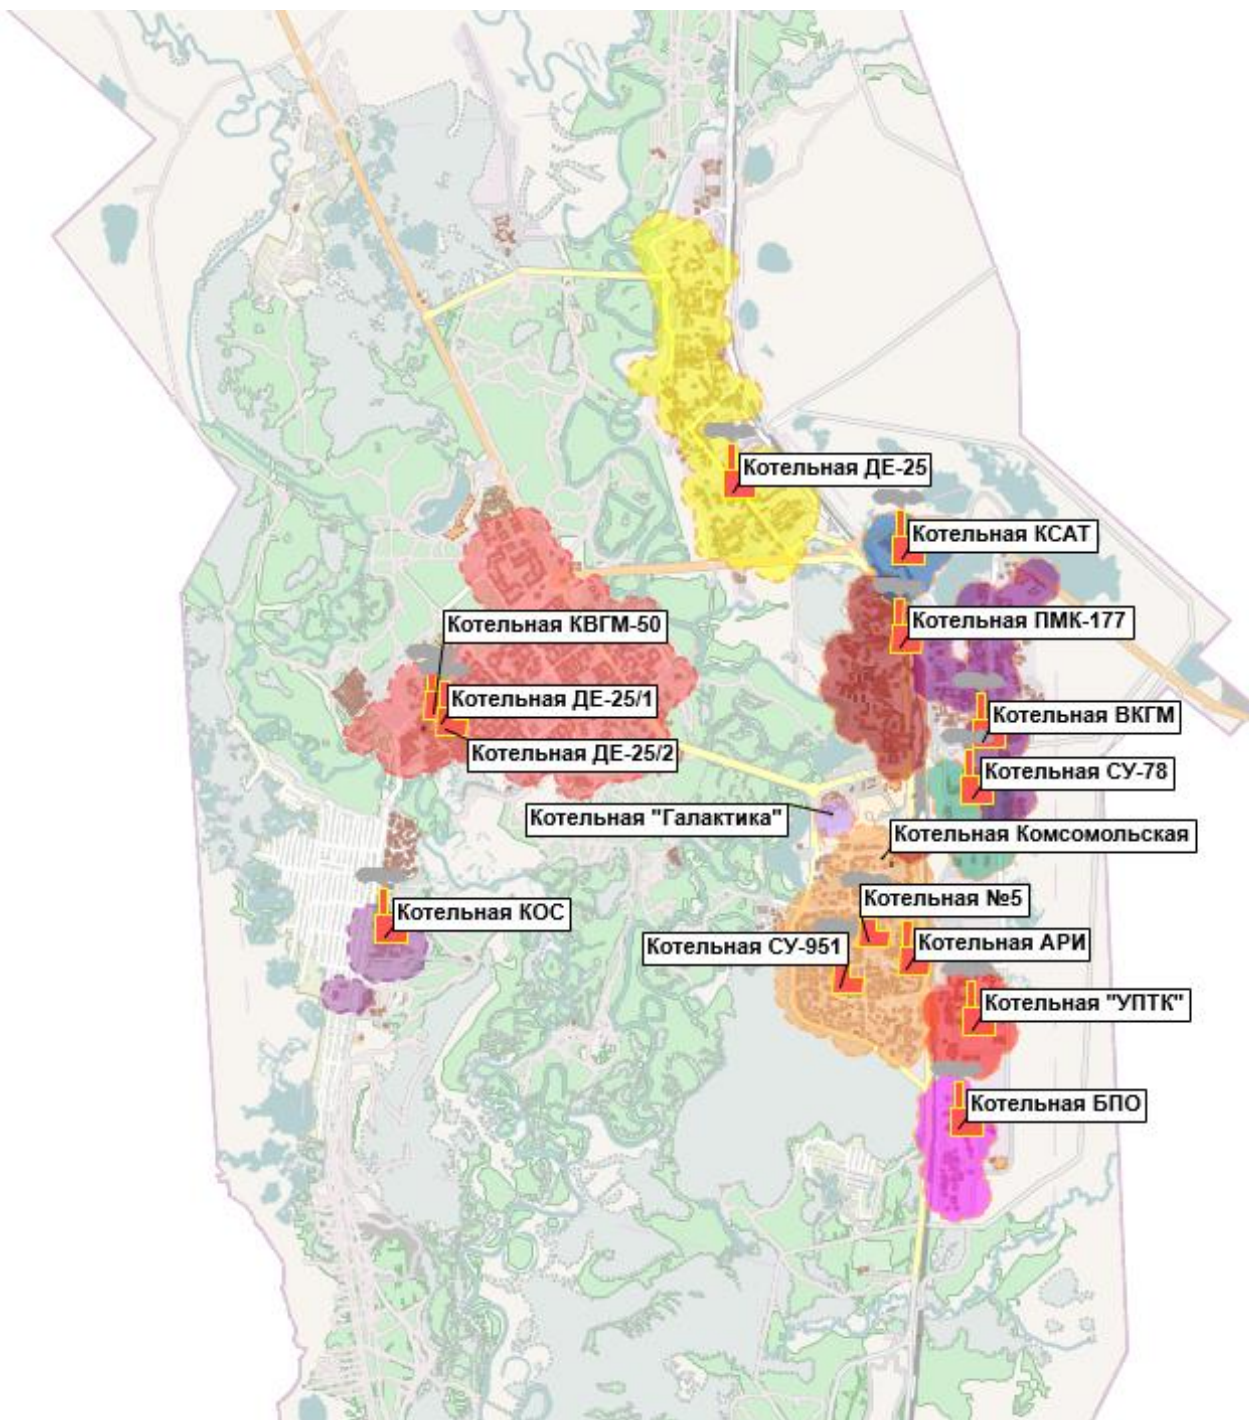 Котельная ДЕ-25
Котельная КСАТ
Котельная ПМК-177
Котельная КВГМ-50
Котельная ДЕ-25/1
Котельная ВКГМ
Котельная ДЕ-25/2
Котельная СУ-78
Котельная "Галактика"
Котельная Комсомольская
Котельная №5
Котельная КОС
Котельная СУ-951
Котельная АРИ
Котельная "УПТК"
Котельная БПО